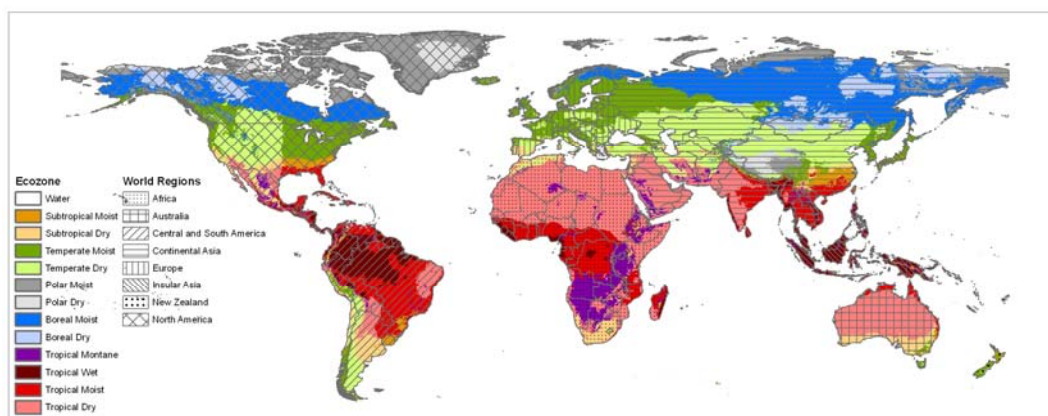 Ecozone
Water
Subtropical Moist
Subtropical Dry
Temperate Moist
Temperate Dry
Polar Moist
Polar Dry
Boreal Moist
Boreal Dry
Tropical Montane
Tropical Wet
Tropical Moist
Tropical Dry
World Regions
Africa
Australia
Central and South America
Continental Asia
Europe
Insular Asia
New Zealand
North America